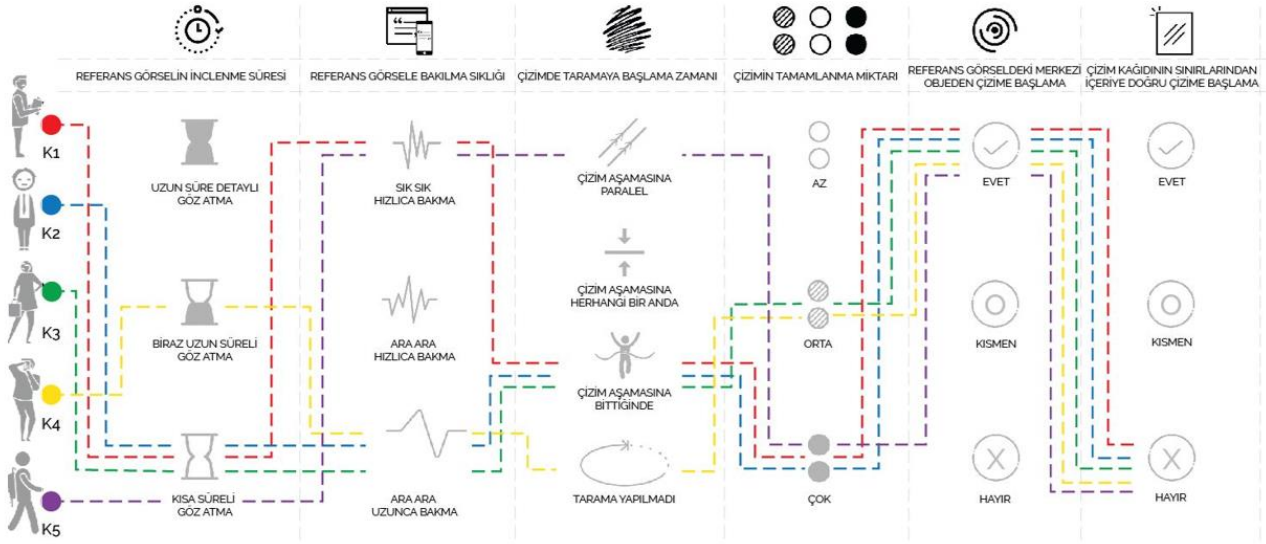 REFERANS GÖRSELİN İNCLENME SÜRESİ
REFERANS GÖRSELE BAKILMA SIKLIĞI
ÇİZİMDE TARAMAYA BAŞLAMA ZAMANI
ÇİZİMİN TAMAMLANMA MİKTARI
REFERANS GÖRSELDEKİ MERKEZİ
OBJEDEN ÇİZİME BAŞLAMA
ÇİZİM KAĞIDININ SINIRLARINDAN
İÇERİYE DOĞRU ÇİZİME BAŞLAMA
K1
K2
K3
K4
K5
UZUN SÜRE DETAYLI
GÖZ ATMA
BİRAZ UZUN SÜRELİ
GÖZ ATMA
KISA SÜRELİ
GÖZ ATMA
SIK SIK
HIZLICA BAKMA
ARA ARA
HIZLICA BAKMA
ARA ARA
UZUNCA BAKMA
ÇİZİM AŞAMASINA
PARALEL
ÇİZİM AŞAMASINA
HERHANGİ BİR ANDA
ÇİZİM AŞAMASINA
BİTTİĞİNDE
TARAMA YAPILMADI
AZ
ORTA
ÇOK
EVET
KISMEN
HAYIR
EVET
KISMEN
HAYIR